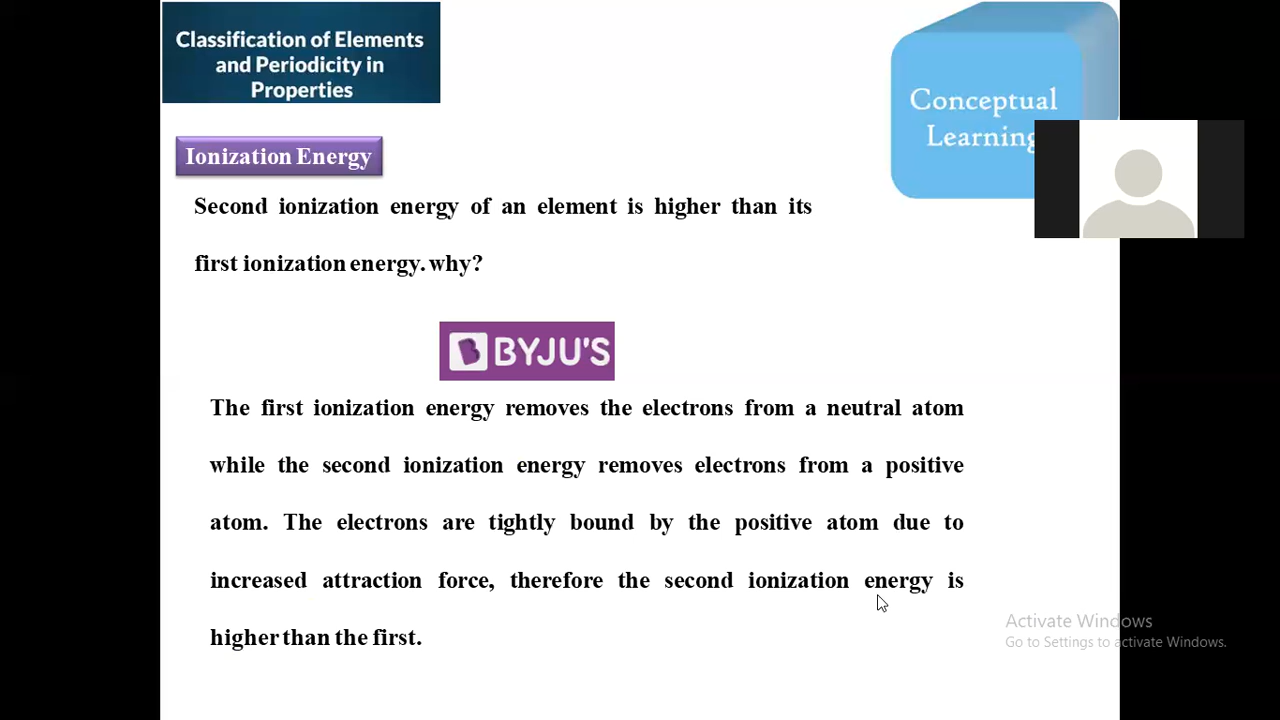 Classification of Elements
and Periodicity in
Properties
Conceptual
Learning
Ionization Energy
Second ionization energy of an element is higher than its
first ionization energy. why?
BYJU'S
The first ionization energy removes the electrons from a neutral atom
while the second ionization energy removes electrons from a positive
atom. The electrons are tightly bound by the positive atom due to
increased attraction force, therefore the second ionization energy is
higher than the first.
Activate Windows
Go to Settings to activate Windows.